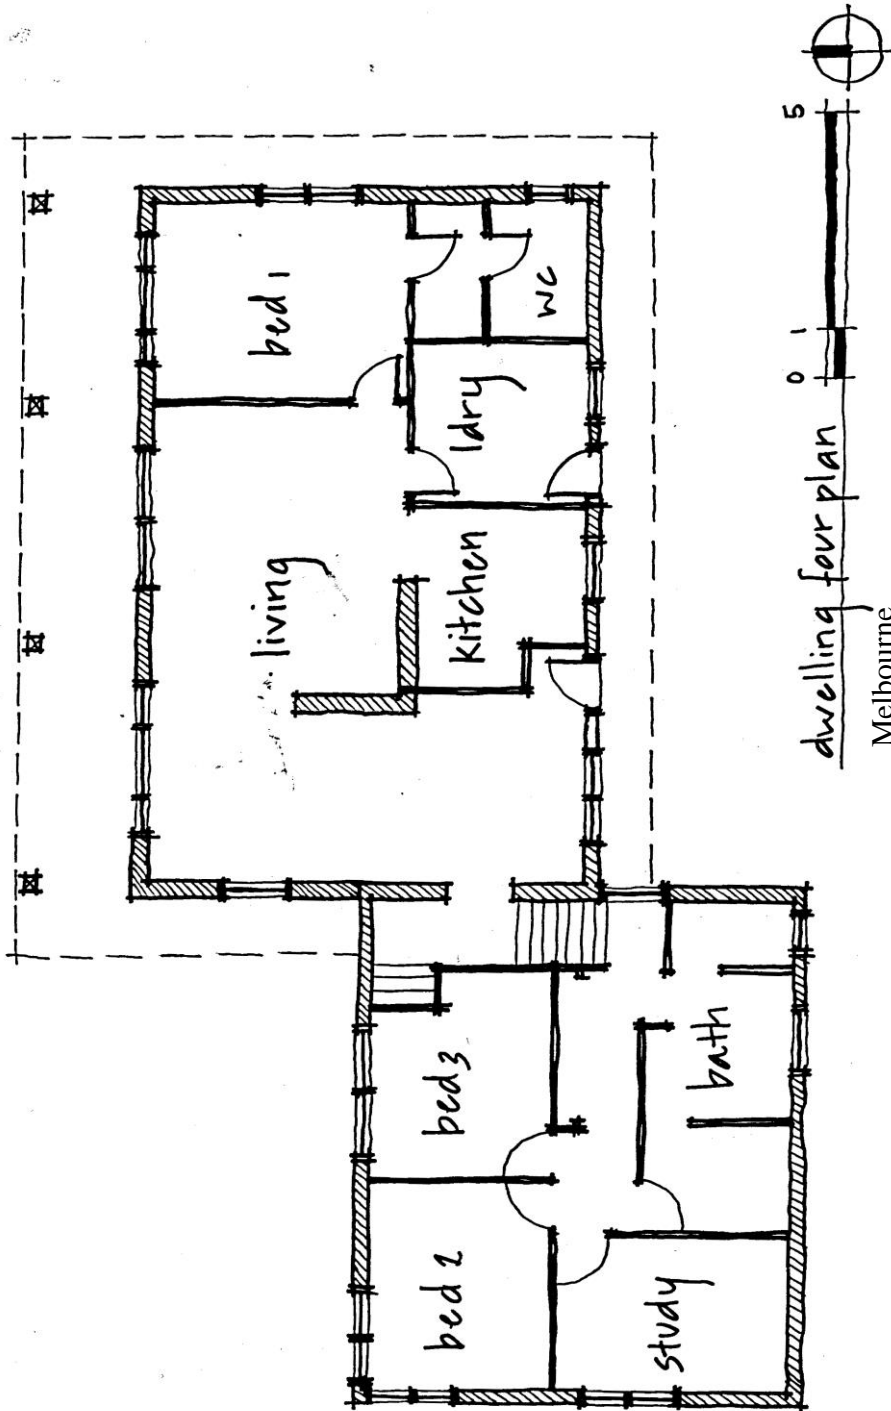 bed 1
living
kitchen
ldry
wc
bed 2
bed 3
study
bath
dwelling four plan
0 1 5
Melbourne